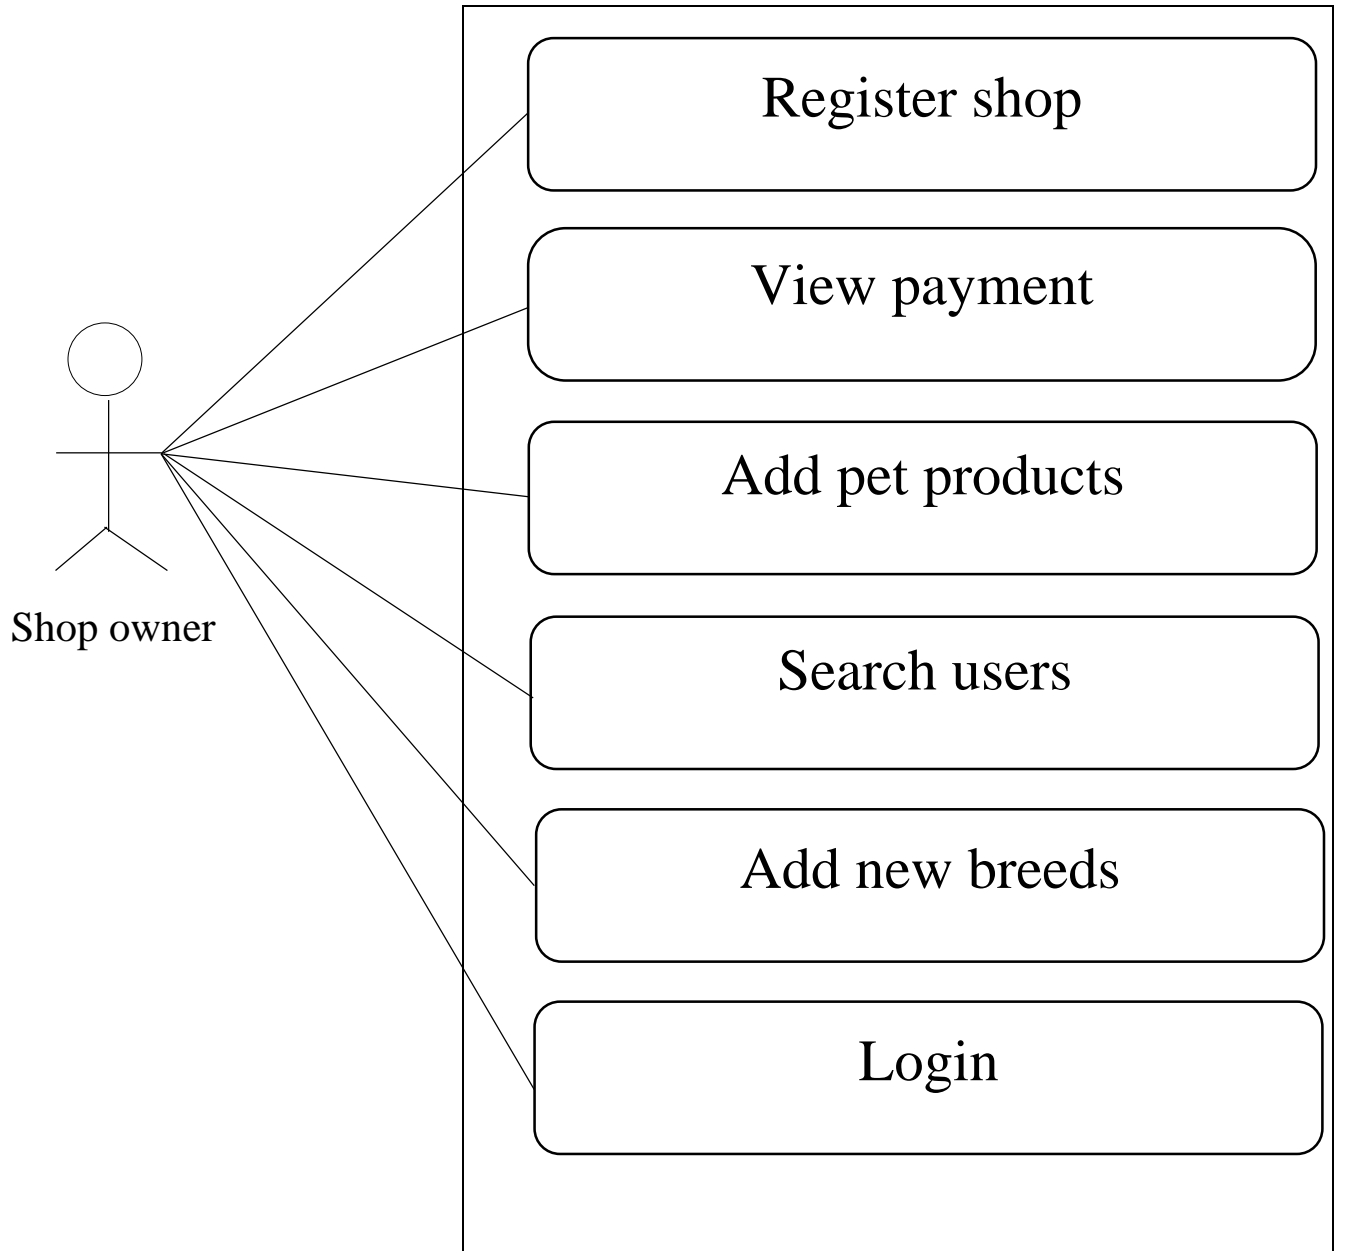 Register shop
View payment
Add pet products
Search users
Shop owner
Add new breeds
Login